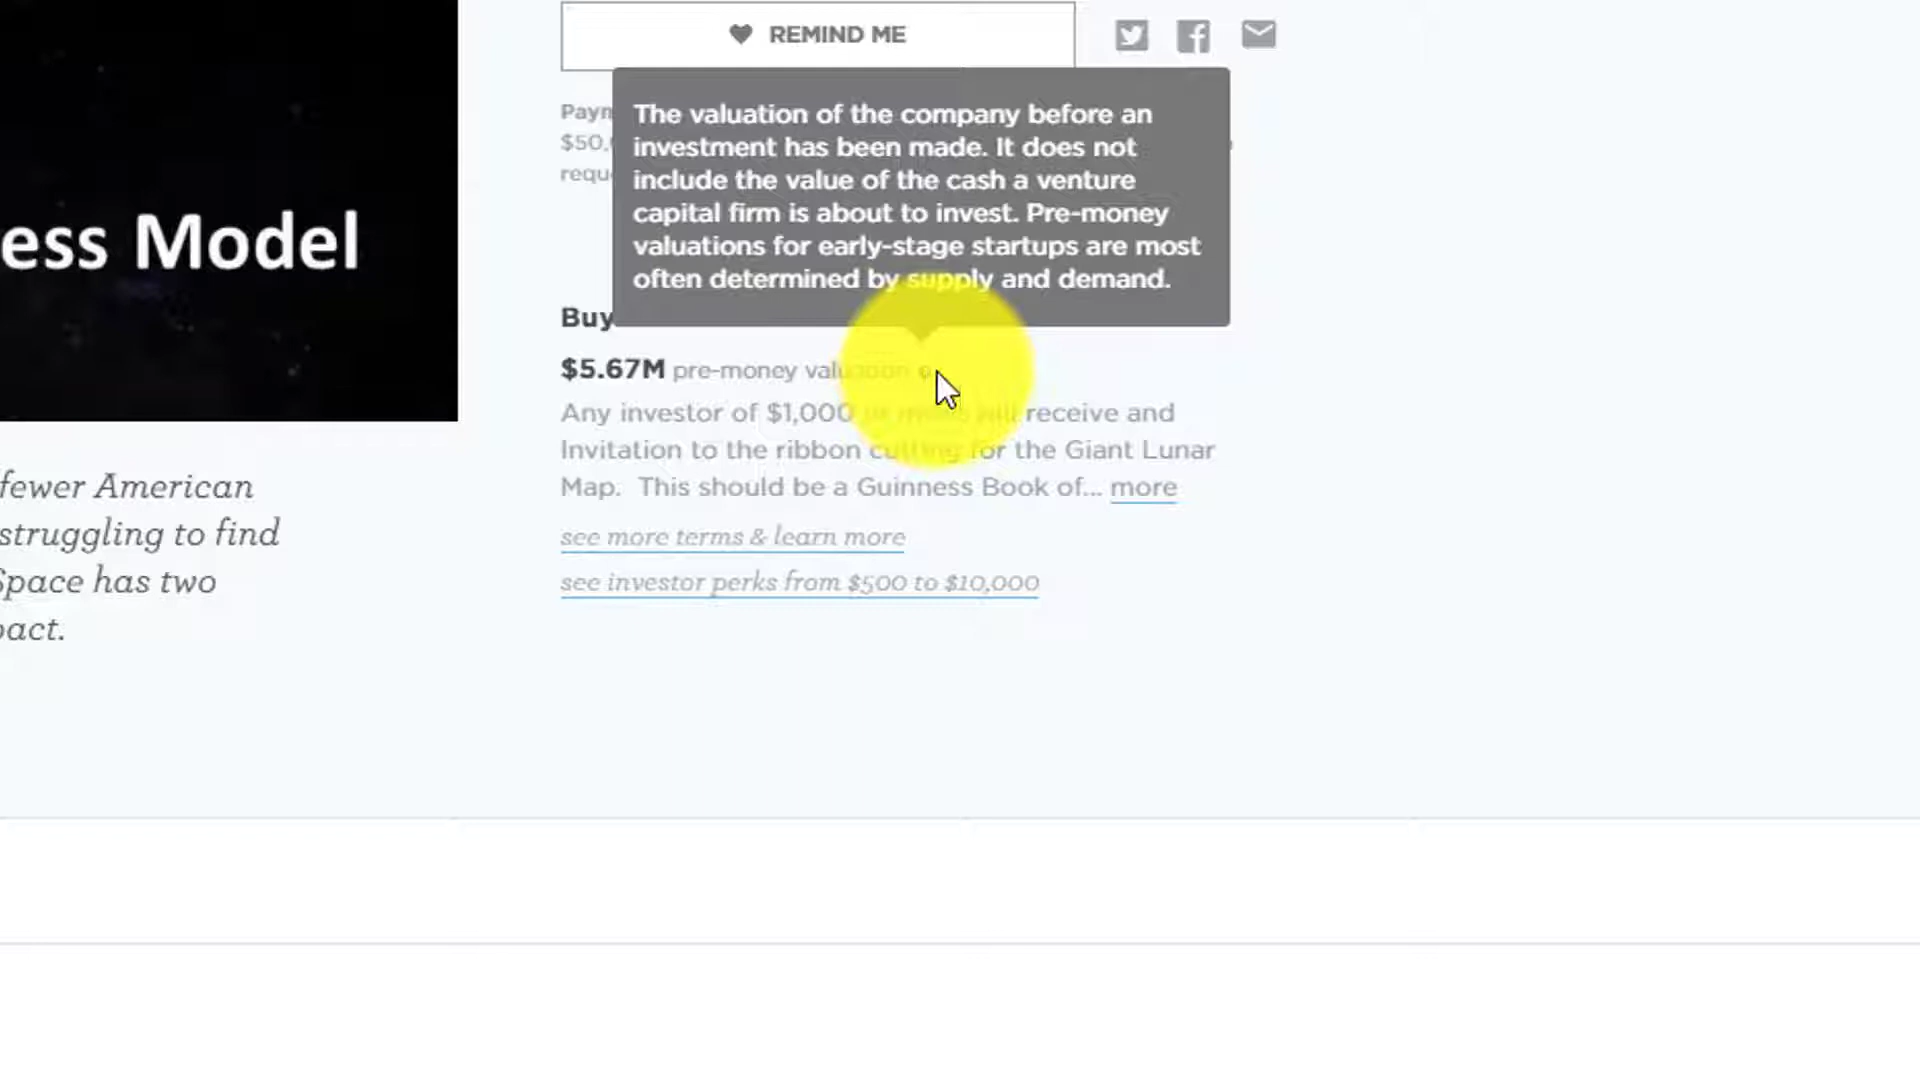 REMIND ME
The valuation of the company before an
investment has been made. It does not
include the value of the cash a venture
capital firm is about to invest. Pre-money
valuations for early-stage startups are most
often determined by supply and demand.
$50,
ess Model
Buy
$5.67M pre-money valuation
Any investor of $1,000 or more will receive and
Invitation to the ribbon cutting for the Giant Lunar
Map. This should be a Guinness Book of... more
see more terms & learn more
see investor perks from $500 to $10,000
fewer American
struggling to find
Space has two
pact.